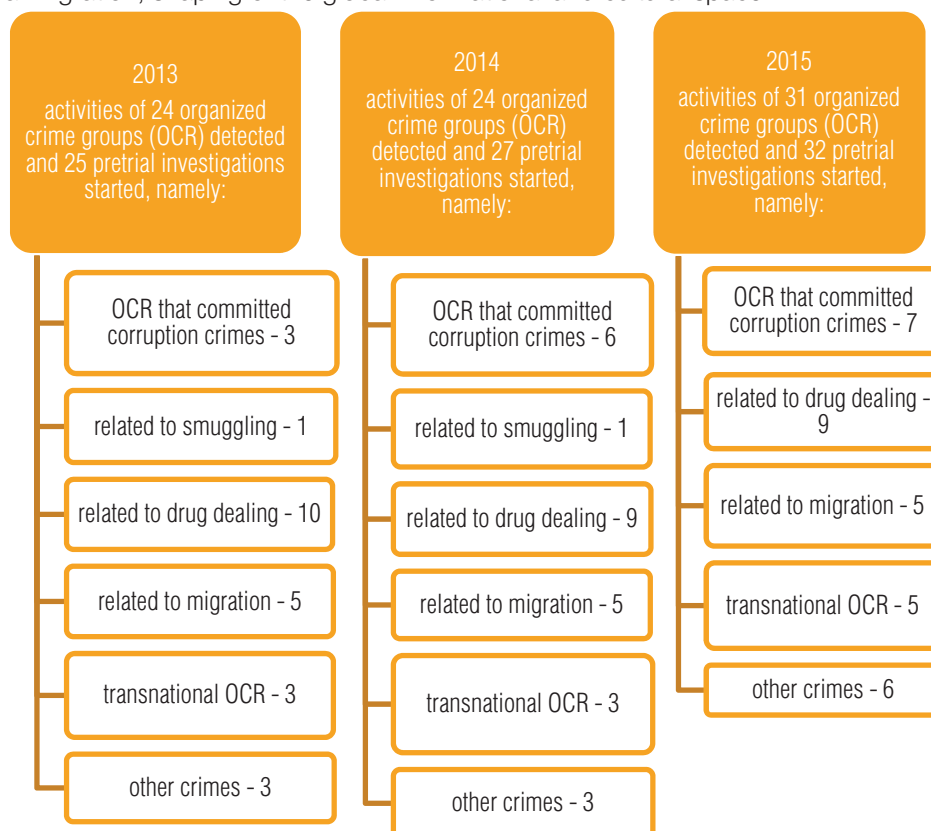 2013
activities of 24 organized
crime groups (OCR) detected
and 25 pretrial investigations
started, namely:
OCR that committed
corruption crimes - 3
related to smuggling - 1
related to drug dealing - 10
related to migration - 5
transnational OCR - 3
other crimes - 3
2014
activities of 24 organized
crime groups (OCR)
detected and 27 pretrial
investigations started,
namely:
OCR that committed
corruption crimes - 6
related to smuggling - 1
related to drug dealing - 9
related to migration - 5
transnational OCR - 3
other crimes - 3
2015
activities of 31 organized
crime groups (OCR)
detected and 32 pretrial
investigations started,
namely:
OCR that committed
corruption crimes - 7
related to drug dealing -
9
related to migration - 5
transnational OCR - 5
other crimes - 6